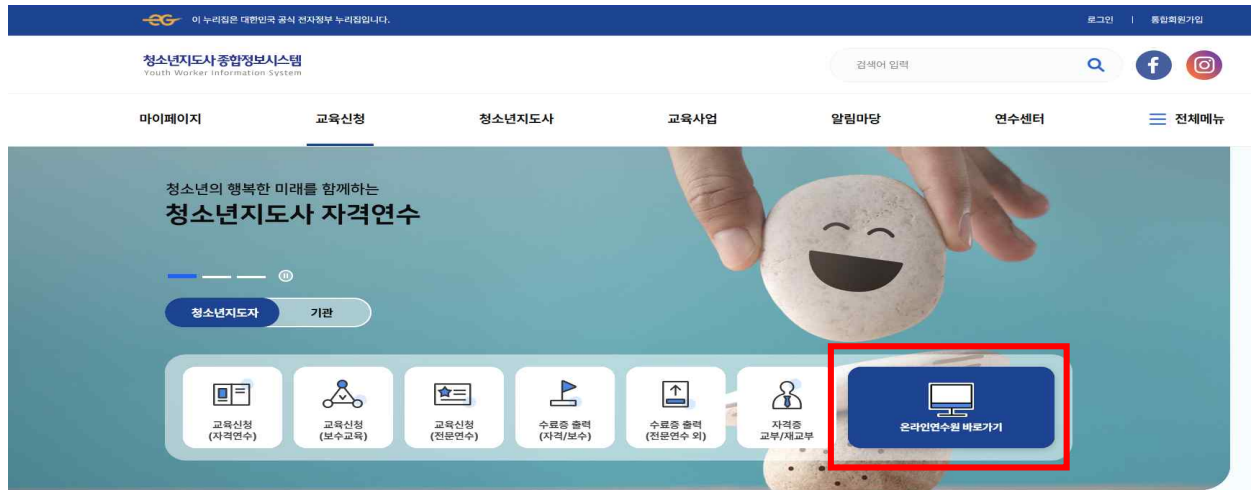 이 누리집은 대한민국 공식 전자정부 누리집입니다.
로그인 | 통합회원가입
청소년지도사 종합정보시스템
Youth Worker Information System
검색어 입력
마이페이지 교육신청 청소년지도사 교육사업 알림마당 연수센터 전체메뉴
청소년의 행복한 미래를 함께하는
청소년지도사 자격연수
청소년지도자 기관
교육신청
(자격연수)
교육신청
(보수교육)
교육신청
(전문연수)
수료증 출력
(자격/보수)
수료증 출력
(전문연수 외)
자격증
교부/재교부
온라인연수원 바로가기